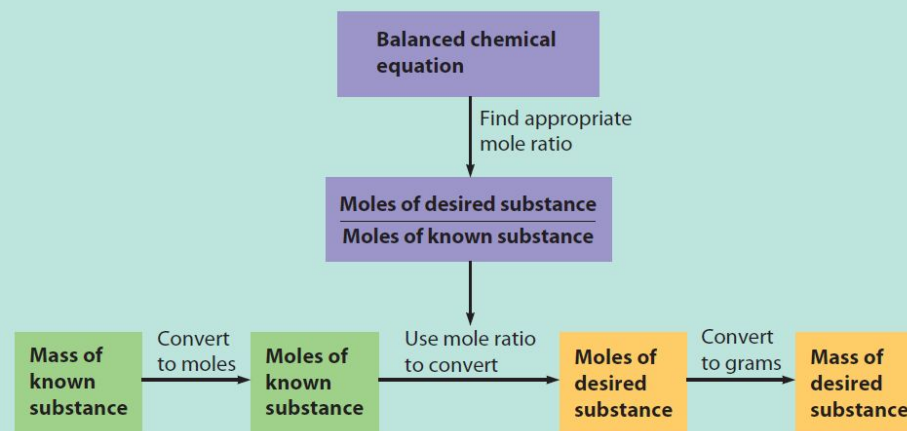 Balanced chemical
equation
Find appropriate
mole ratio
Moles of desired substance
Moles of known substance
Mass of
known
substance
Convert
to moles
Moles of
known
substance
Use mole ratio
to convert
Moles of
desired
substance
Convert
to grams
Mass of
desired
substance